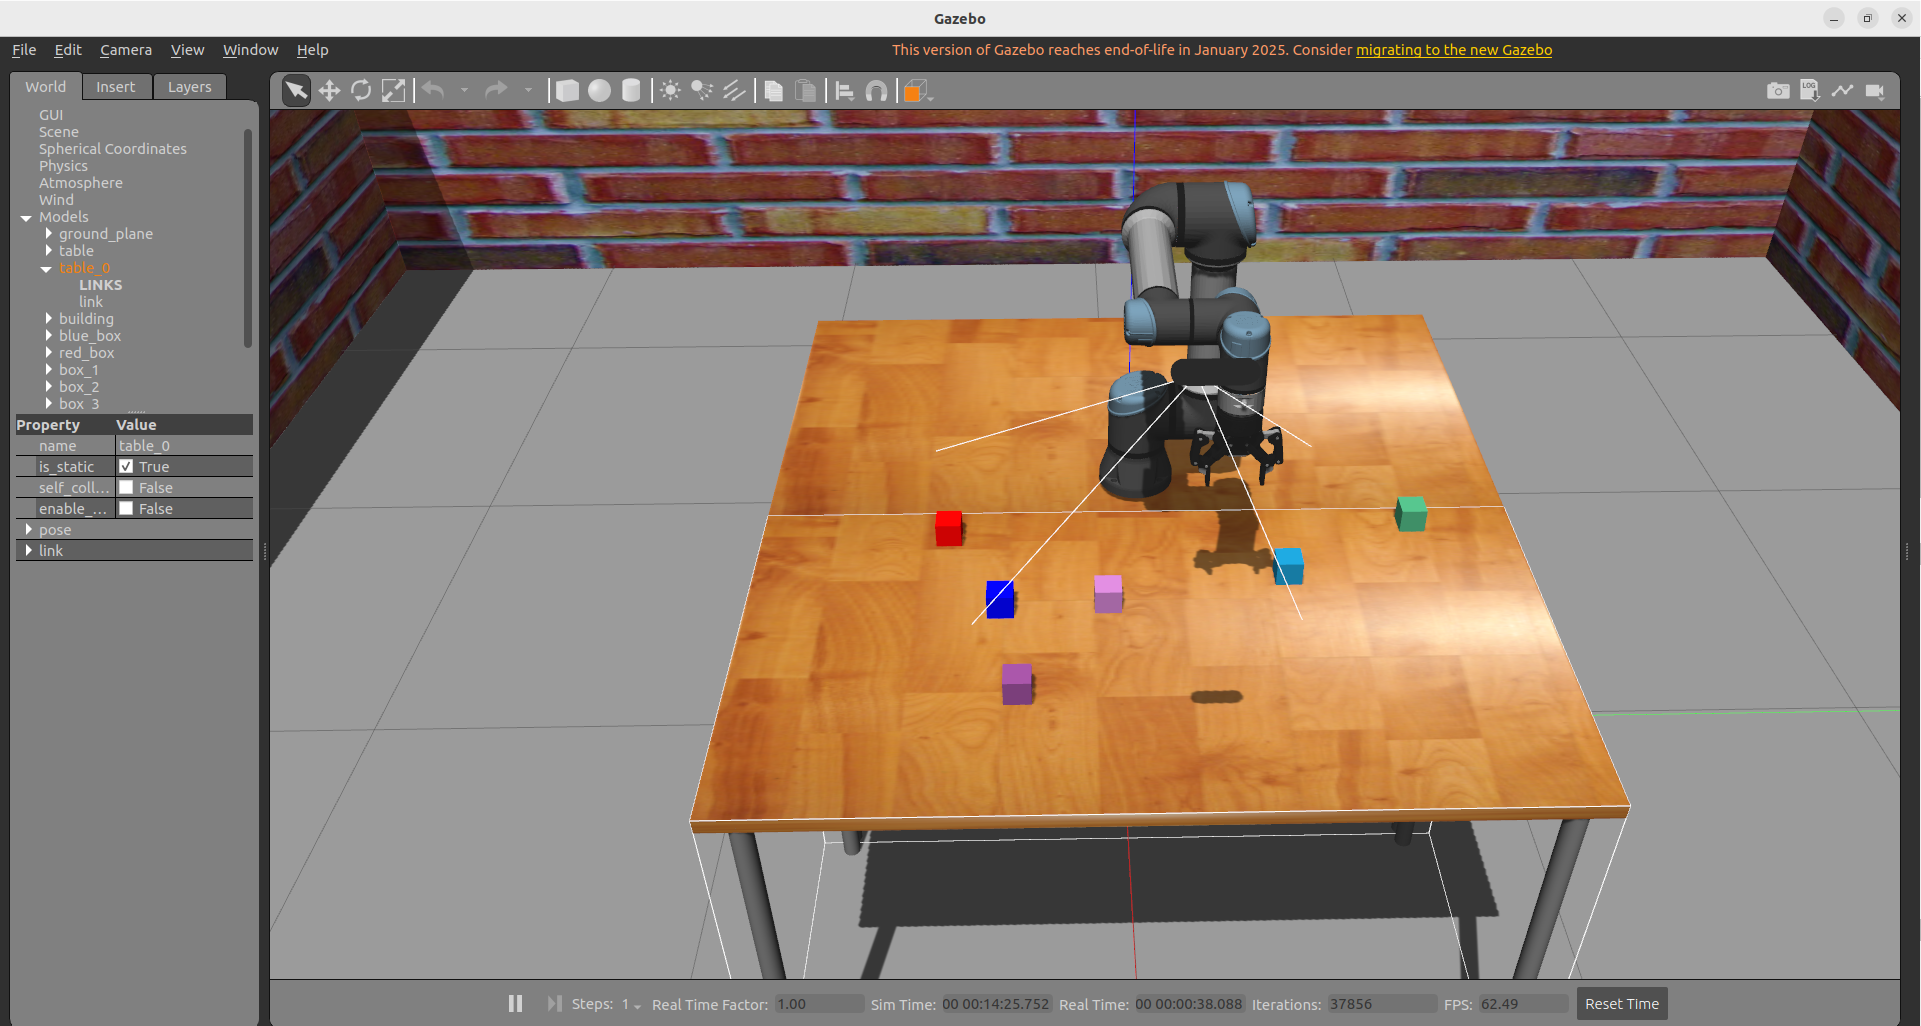 Gazebo
File Edit Camera View Window Help
This version of Gazebo reaches end-of-life in January 2025. Consider migrating to the new Gazebo
World Insert Layers
LOG
GUI
Scene
Spherical Coordinates
Physics
Atmosphere
Wind
Models
ground_plane
table
table_0
LINKS
link
building
blue_box
red_box
box_1
box_2
box_3
Property Value
name table_0
is_static True
self_coll... False
enable_... False
pose
link
Steps: 1 Real Time Factor: 1.00 Sim Time: 00 00:14:25.752 Real Time: 00 00:00:38.088 Iterations: 37856 FPS: 62.49 Reset Time